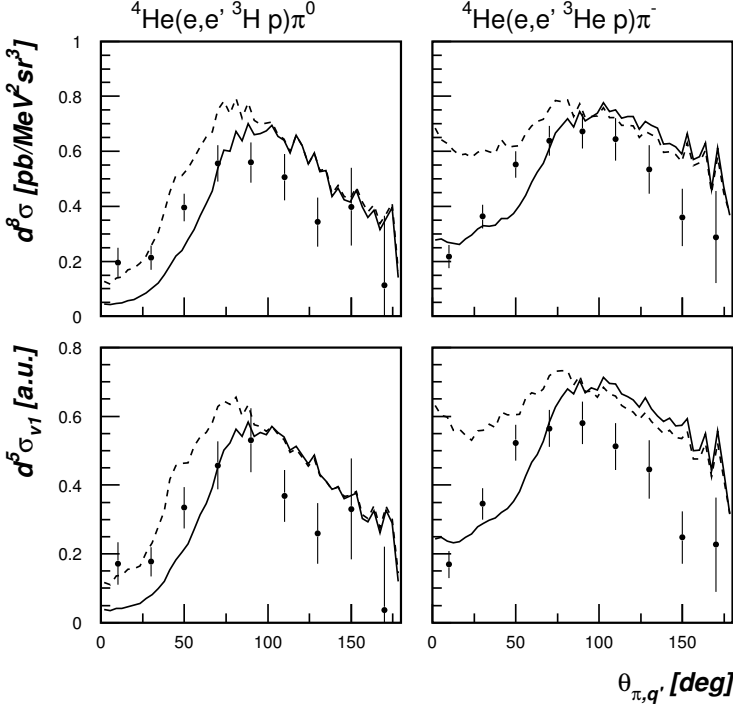 ⁴He(e,e’ ³H p)π⁰
⁴He(e,e’ ³He p)π⁻
d⁸σ [pb/MeV²sr³]
1
0.8
0.6
0.4
0.2
0
d⁵σᵥ₁ [a.u.]
0.8
0.6
0.4
0.2
0
0 50 100 150
0 50 100 150
θπ,q’ [deg]